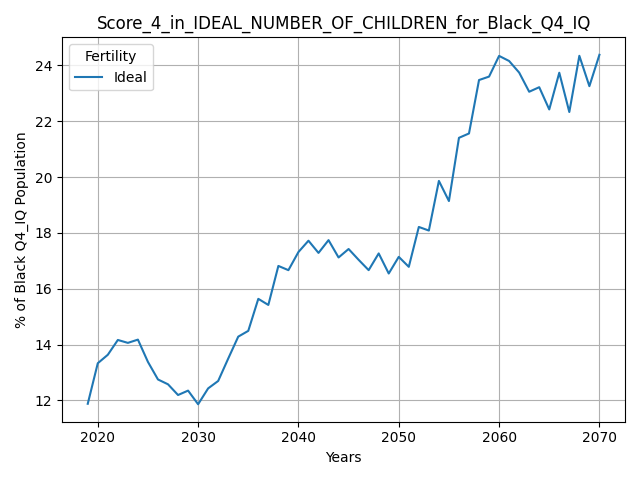 Score_4_in_IDEAL_NUMBER_OF_CHILDREN_for_Black_Q4_IQ
Fertility
Ideal
% of Black Q4_IQ Population
24
22
20
18
16
14
12
2020 2030 2040 2050 2060 2070
Years